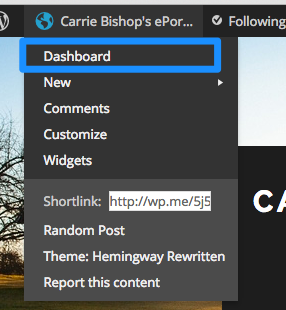 Carrie Bishop's ePor... Following
Dashboard
New
Comments
Customize
Widgets
Shortlink: http://wp.me/5j5
Random Post
Theme: Hemingway Rewritten
Report this content
CA